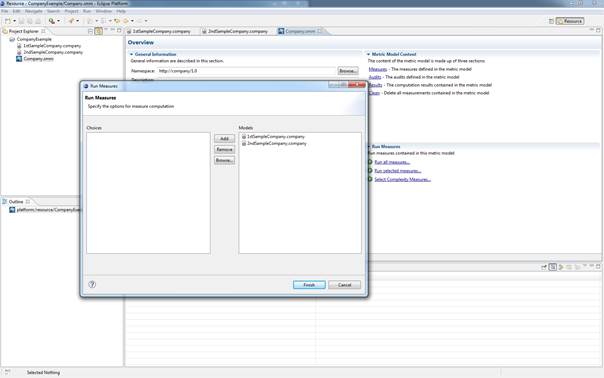 Resource - CompanyExample/Company.smm - Eclipse Platform
File Edit Navigate Search Project Run Window Help
Resource
Project Explorer
CompanyExample
1stSampleCompany.company
2ndSampleCompany.company
Company.smm
1stSampleCompany.company
2ndSampleCompany.company
Company.smm
Overview
General Information
General information are described in this section.
Namespace: http://company/1.0
Browse...
Description:
Metric Model Content
The content of the metric model is made up of three sections:
Measures - The measures defined in the metric model
Audits - The audits defined in the metric model
Results - The computation results contained in the metric model
Clean - Delete all measurements contained in the metric model
Run Measures
Run measures contained in this metric model
Run all measures...
Run selected measures...
Select Complexity Measures...
Run Measures
Run Measures
Specify the options for measure computation
Choices
Models
Add
Remove
Browse...
1stSampleCompany.company
2ndSampleCompany.company
Finish
Cancel
Outline
platform:/resource/CompanyExa
Selected Nothing